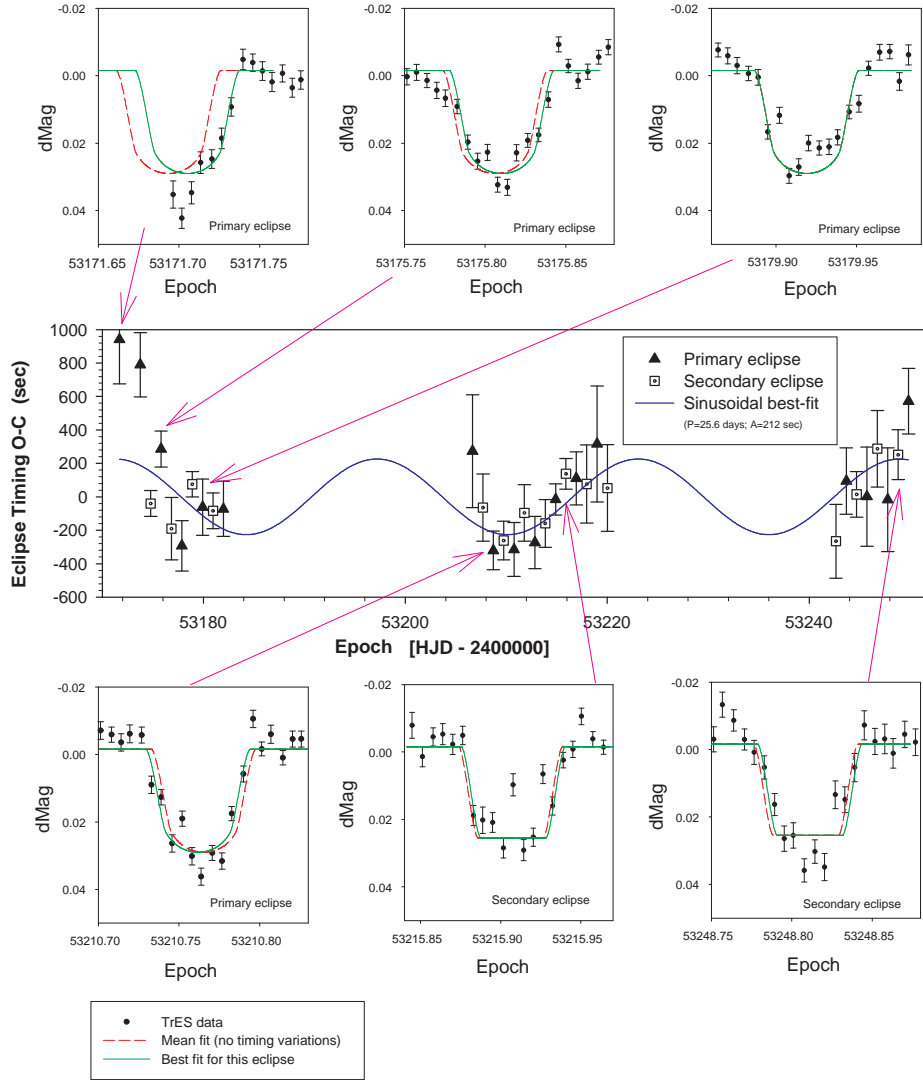 -0.02
0.00
0.02
0.04
dMag
Primary eclipse
53171.65 53171.70 53171.75
Epoch
-0.02
0.00
0.02
0.04
dMag
Primary eclipse
53175.75 53175.80 53175.85
Epoch
-0.02
0.00
0.02
0.04
dMag
Primary eclipse
53179.90 53179.95
Epoch
Eclipse Timing O-C (sec)
1000
800
600
400
200
0
-200
-400
-600
Primary eclipse
Secondary eclipse
Sinusoidal best-fit
(P=25.6 days; A=212 sec)
53180 53200 53220 53240
Epoch [HJD - 2400000]
-0.02
0.00
0.02
0.04
dMag
Primary eclipse
53210.70 53210.75 53210.80
Epoch
-0.02
0.00
0.02
0.04
dMag
Secondary eclipse
53215.85 53215.90 53215.95
Epoch
-0.02
0.00
0.02
0.04
dMag
Secondary eclipse
53248.75 53248.80 53248.85
Epoch
TrES data
Mean fit (no timing variations)
Best fit for this eclipse